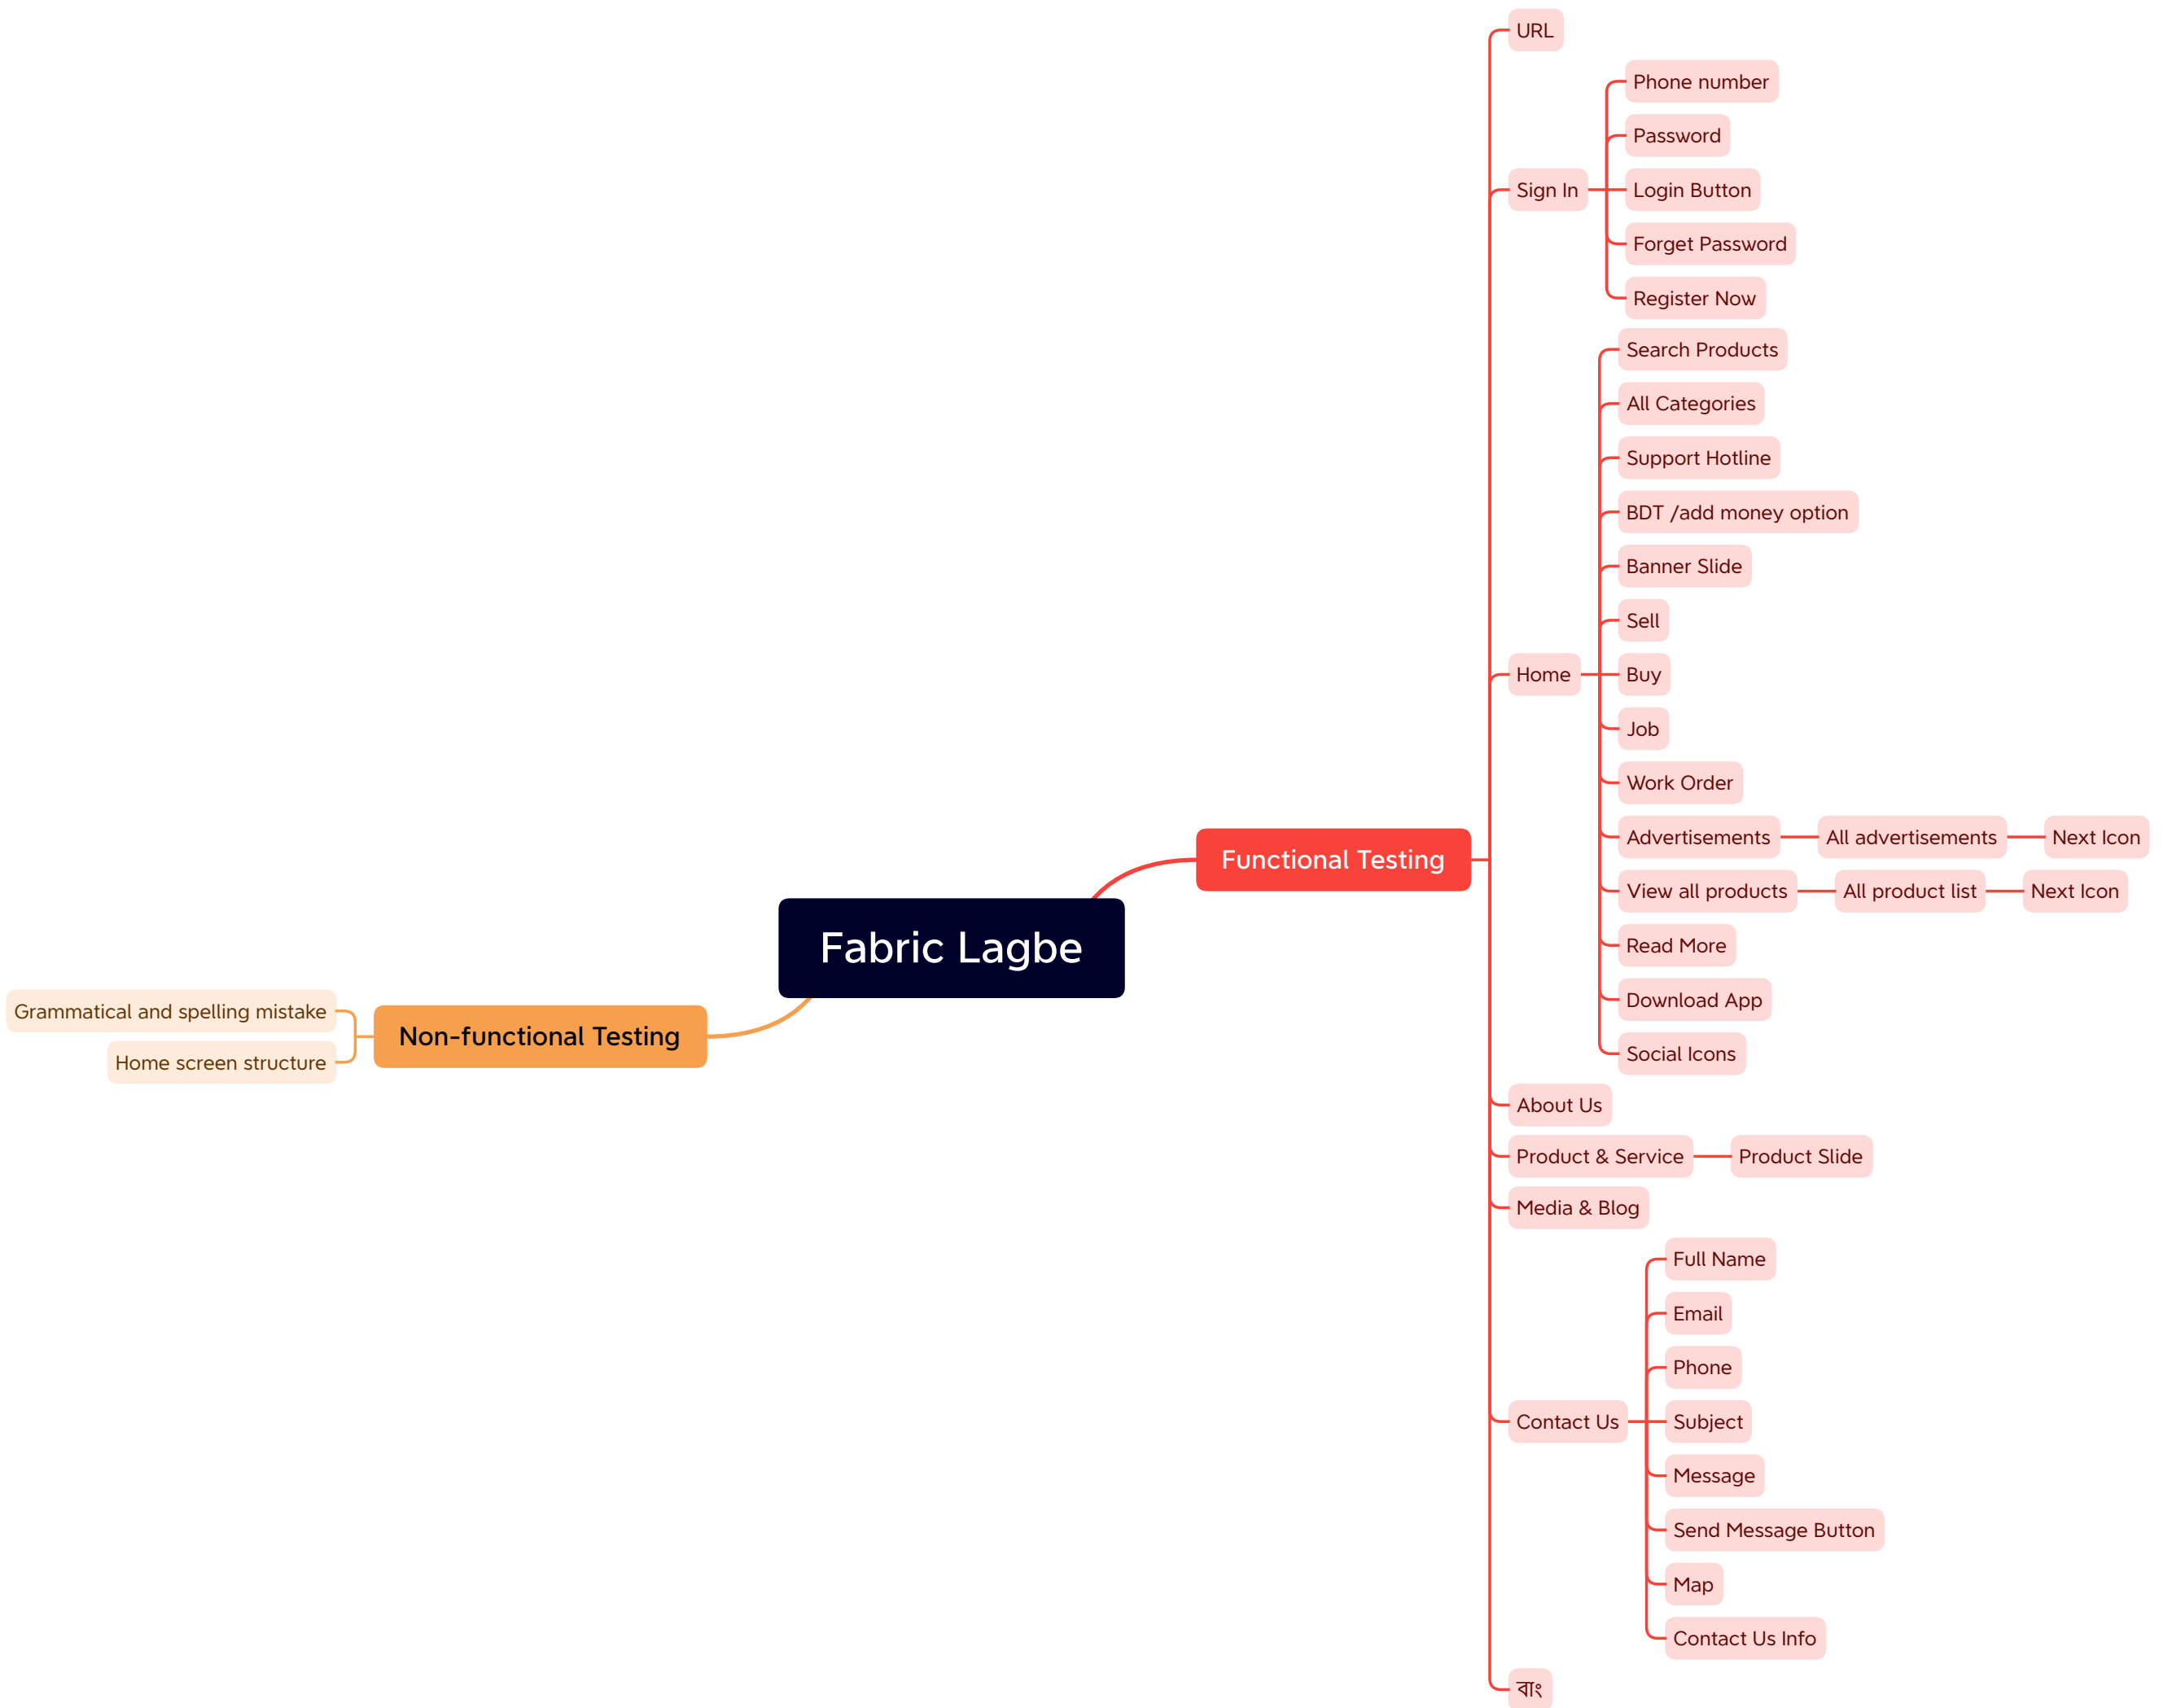 URL
Phone number
Password
Sign In
Login Button
Forget Password
Register Now
Search Products
All Categories
Support Hotline
BDT /add money option
Banner Slide
Sell
Home
Buy
Job
Work Order
Advertisements
All advertisements
Next Icon
Functional Testing
View all products
All product list
Next Icon
Fabric Lagbe
Read More
Download App
Grammatical and spelling mistake
Non-functional Testing
Home screen structure
Social Icons
About Us
Product & Service
Product Slide
Media & Blog
Full Name
Email
Phone
Contact Us
Subject
Message
Send Message Button
Map
Contact Us Info
বাং